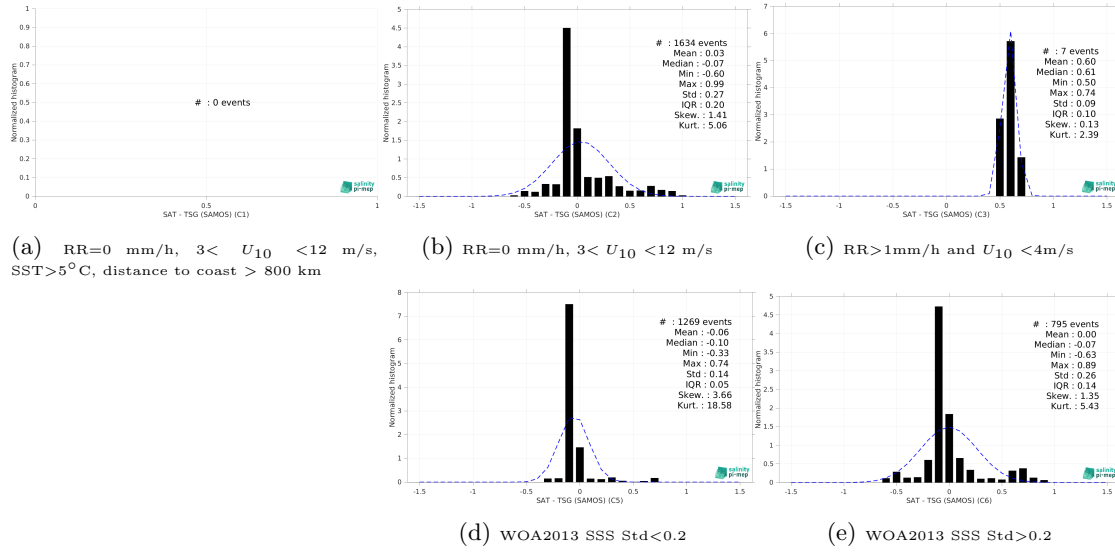 1
0.9
0.8
0.7
0.6
0.5
0.4
0.3
0.2
0.1
0
Normalized histogram
# : 0 events
salinity
pi-mep
0 0.5 1
SAT - TSG (SAMOS) (C1)
(a) RR=0 mm/h, 3< U10 <12 m/s,
SST>5°C, distance to coast > 800 km
5
4.5
4
3.5
3
2.5
2
1.5
1
0.5
0
Normalized histogram
# : 1634 events
Mean : 0.03
Median : -0.07
Min : -0.60
Max : 0.99
Std : 0.27
IQR : 0.20
Skew. : 1.41
Kurt. : 5.06
salinity
pi-mep
-1.5 -1 -0.5 0 0.5 1 1.5
SAT - TSG (SAMOS) (C2)
(b) RR=0 mm/h, 3< U10 <12 m/s
7
6
5
4
3
2
1
0
Normalized histogram
# : 7 events
Mean : 0.60
Median : 0.61
Min : 0.50
Max : 0.74
Std : 0.09
IQR : 0.10
Skew. : 0.13
Kurt. : 2.39
salinity
pi-mep
-1.5 -1 -0.5 0 0.5 1 1.5
SAT - TSG (SAMOS) (C3)
(c) RR>1mm/h and U10 <4m/s
8
7
6
5
4
3
2
1
0
Normalized histogram
# : 1269 events
Mean : -0.06
Median : -0.10
Min : -0.33
Max : 0.74
Std : 0.14
IQR : 0.05
Skew. : 3.66
Kurt. : 18.58
salinity
pi-mep
-1.5 -1 -0.5 0 0.5 1 1.5
SAT - TSG (SAMOS) (C5)
(d) WOA2013 SSS Std<0.2
5
4.5
4
3.5
3
2.5
2
1.5
1
0.5
0
Normalized histogram
# : 795 events
Mean : 0.00
Median : -0.07
Min : -0.63
Max : 0.89
Std : 0.26
IQR : 0.14
Skew. : 1.35
Kurt. : 5.43
salinity
pi-mep
-1.5 -1 -0.5 0 0.5 1 1.5
SAT - TSG (SAMOS) (C6)
(e) WOA2013 SSS Std>0.2